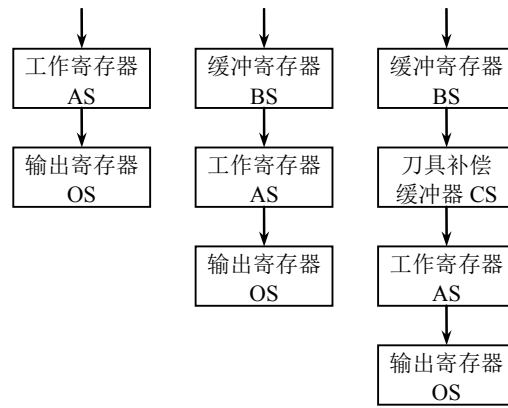 工作寄存器
AS
输出寄存器
OS
缓冲寄存器
BS
工作寄存器
AS
输出寄存器
OS
缓冲寄存器
BS
刀具补偿
缓冲器 CS
工作寄存器
AS
输出寄存器
OS